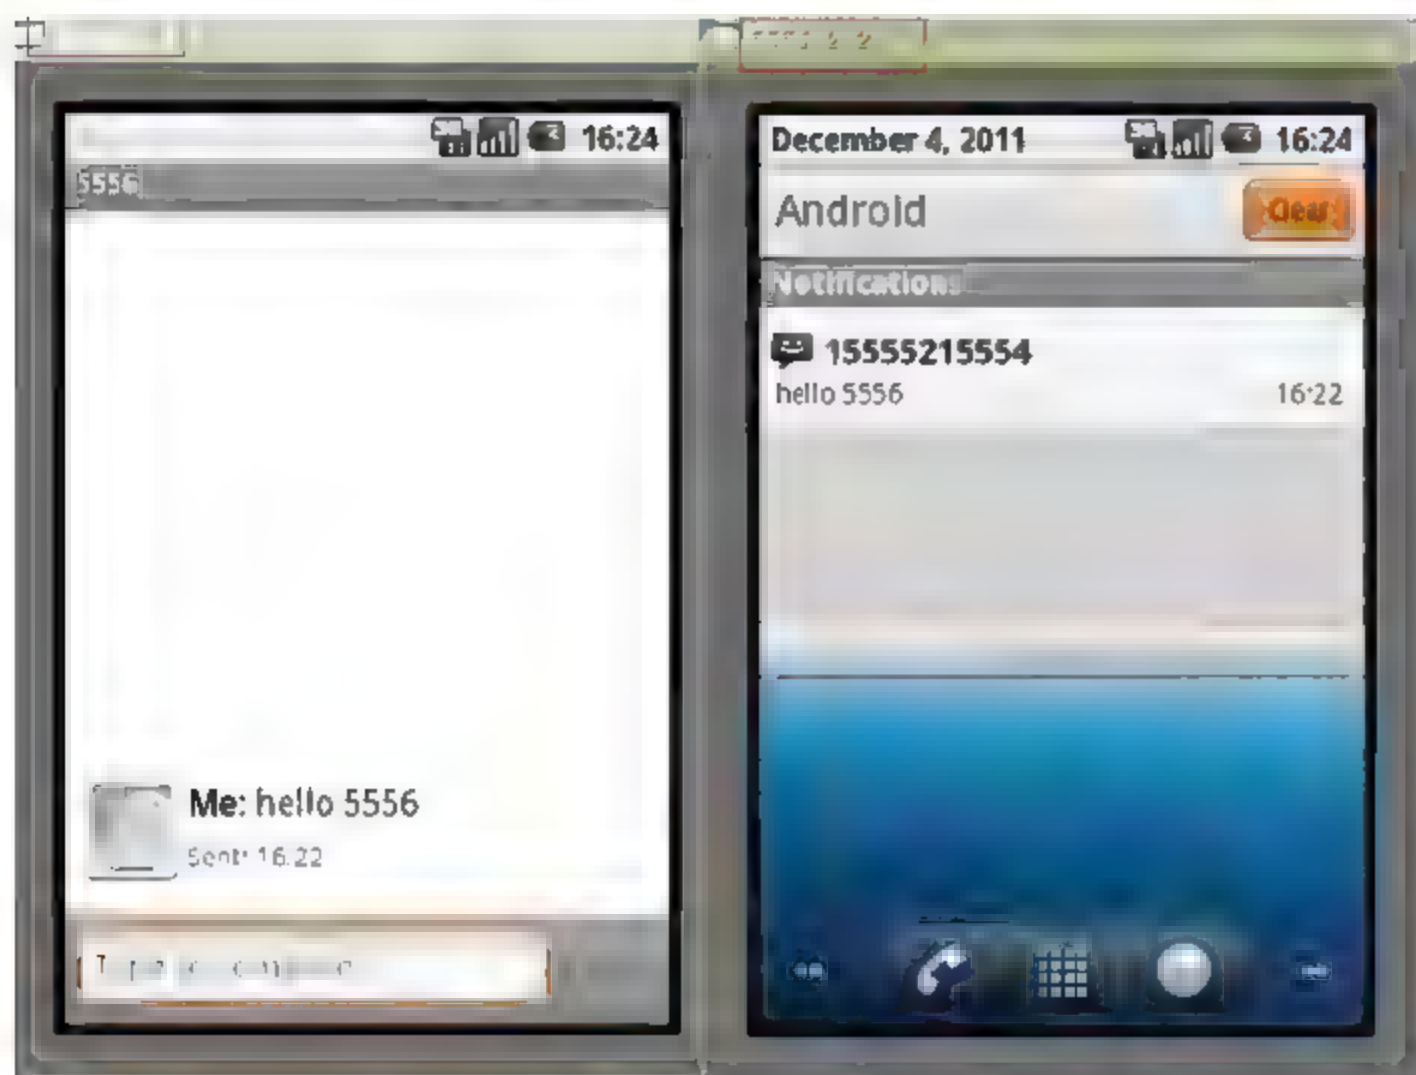 16:24
5556
Me: hello 5556
Sent: 16:22
December 4, 2011
16:24
Android
Clear
Notifications
15555215554
hello 5556
16:22